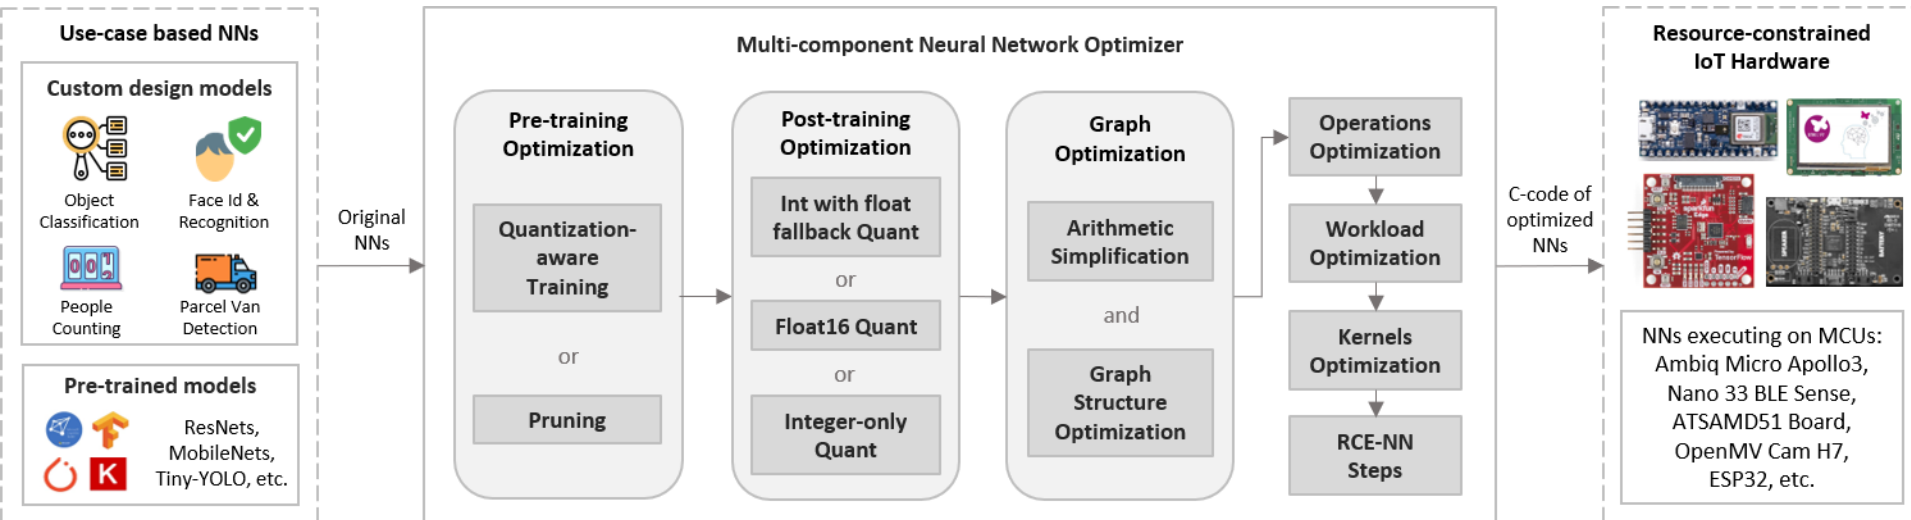 Use-case based NNs
Custom design models
Object
Classification
Face Id &
Recognition
People
Counting
Parcel Van
Detection
Pre-trained models
ResNets,
MobileNets,
Tiny-YOLO, etc.
K
Original
NNs
Multi-component Neural Network Optimizer
Pre-training
Optimization
Quantization-
aware
Training
or
Pruning
Post-training
Optimization
Int with float
fallback Quant
or
Float16 Quant
or
Integer-only
Quant
Graph
Optimization
Arithmetic
Simplification
and
Graph
Structure
Optimization
Operations
Optimization
Workload
Optimization
Kernels
Optimization
RCE-NN
Steps
C-code of
optimized
NNs
Resource-constrained
IoT Hardware
sparkfun
Edge
TensorFlow
SPEAKER
BATTERY
NNs executing on MCUs:
Ambiq Micro Apollo3,
Nano 33 BLE Sense,
ATSAMD51 Board,
OpenMV Cam H7,
ESP32, etc.